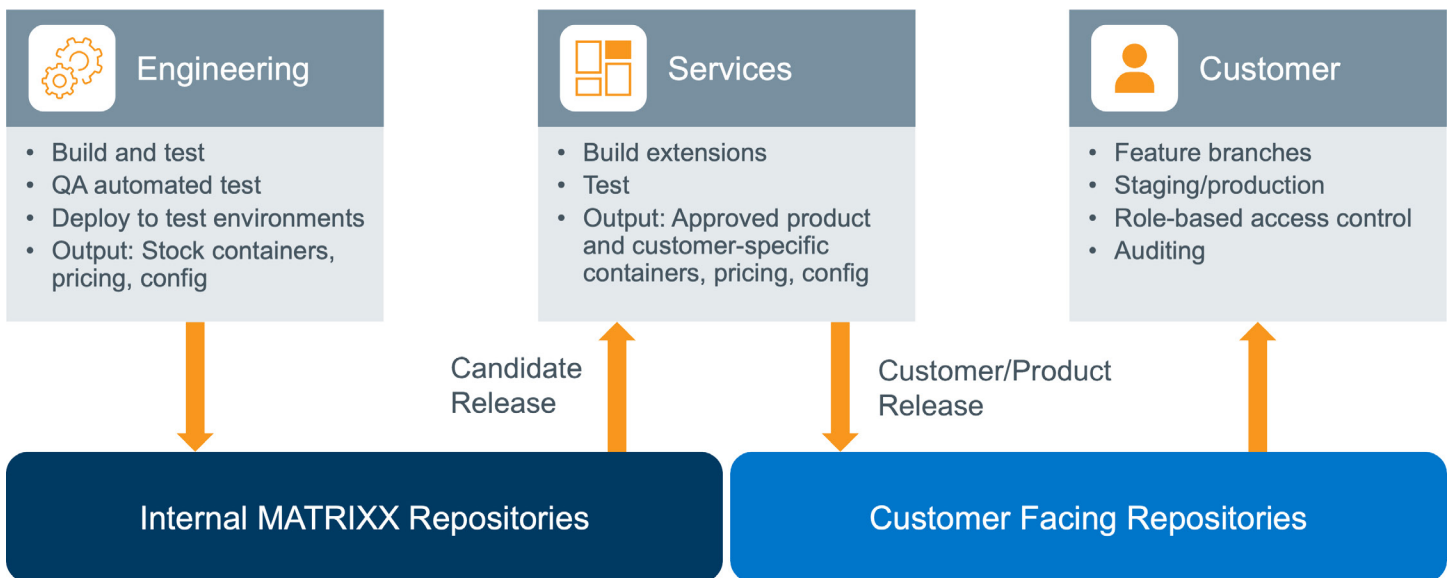 Engineering
• Build and test
• QA automated test
• Deploy to test environments
• Output: Stock containers,
pricing, config
Services
• Build extensions
• Test
• Output: Approved product
and customer-specific
containers, pricing, config
Customer
• Feature branches
• Staging/production
• Role-based access control
• Auditing
Candidate
Release
Customer/Product
Release
Internal MATRIXX Repositories
Customer Facing Repositories